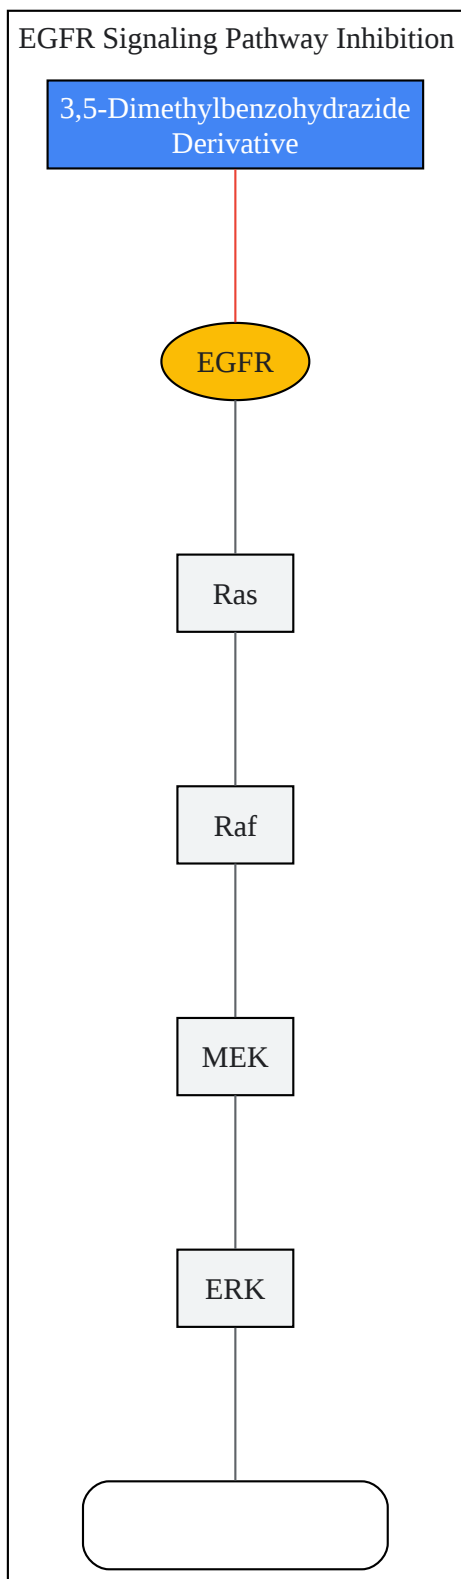 EGFR Signaling Pathway Inhibition
3,5-Dimethylbenzohydrazide
Derivative
EGFR
Ras
Raf
MEK
ERK